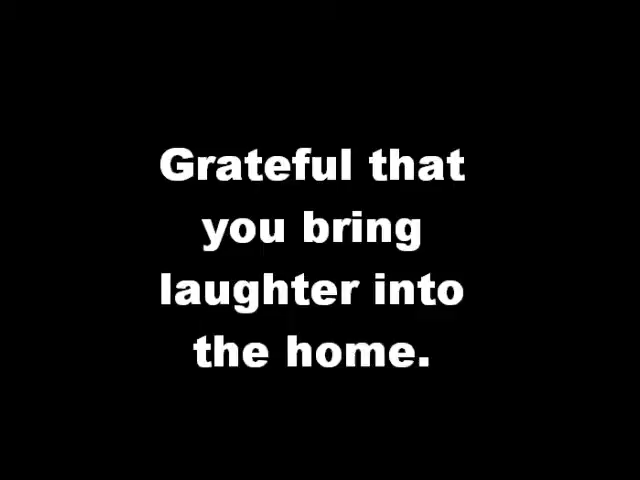 Grateful that
you bring
laughter into
the home.